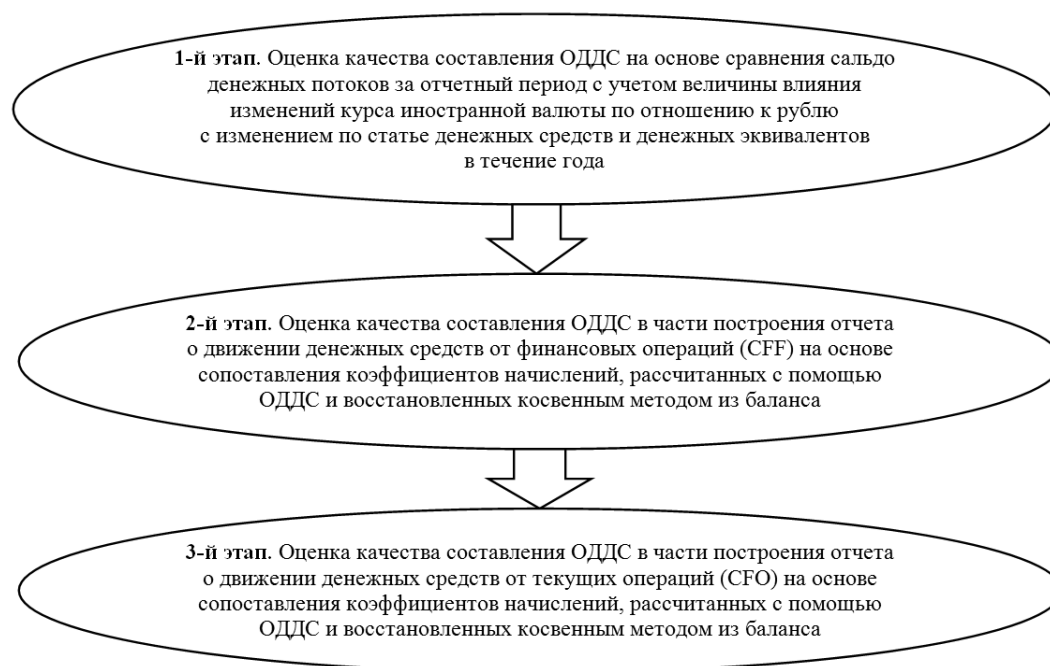 1-й этап. Оценка качества составления ОДДС на основе сравнения сальдо
денежных потоков за отчетный период с учетом величины влияния
изменений курса иностранной валюты по отношению к рублю
с изменением по статье денежных средств и денежных эквивалентов
в течение года
2-й этап. Оценка качества составления ОДДС в части построения отчета
о движении денежных средств от финансовых операций (CFF) на основе
сопоставления коэффициентов начислений, рассчитанных с помощью
ОДДС и восстановленных косвенным методом из баланса
3-й этап. Оценка качества составления ОДДС в части построения отчета
о движении денежных средств от текущих операций (CFO) на основе
сопоставления коэффициентов начислений, рассчитанных с помощью
ОДДС и восстановленных косвенным методом из баланса